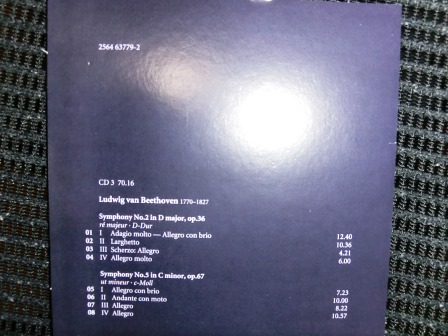 2564 63779-2
CD 3 70.16
Ludwig van Beethoven 1770–1827
Symphony No.2 in D major, op.36
ré majeur · D-Dur
01 I Adagio molto — Allegro con brio 12.40
02 II Larghetto 10.36
03 III Scherzo: Allegro 4.21
04 IV Allegro molto 6.00
Symphony No.5 in C minor, op.67
ut mineur · c-Moll
05 I Allegro con brio 7.23
06 II Andante con moto 10.00
07 III Allegro 8.22
08 IV Allegro 10.57